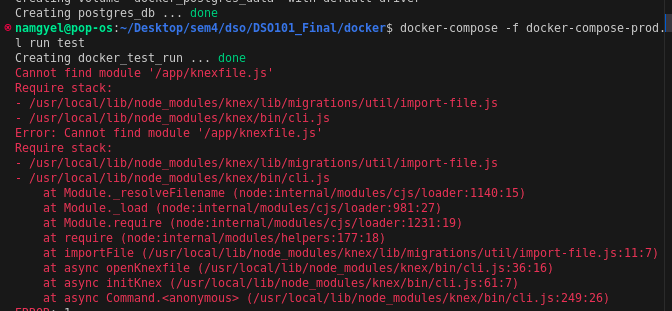 Creating volume "docker_postgres_data" with default driver
Creating postgres_db ... done
namgyel@pop-os:~/Desktop/sem4/dso/DSO101_Final/docker$ docker-compose -f docker-compose-prod.
l run test
Creating docker_test_run ... done
Cannot find module '/app/knexfile.js'
Require stack:
- /usr/local/lib/node_modules/knex/lib/migrations/util/import-file.js
- /usr/local/lib/node_modules/knex/bin/cli.js
Error: Cannot find module '/app/knexfile.js'
Require stack:
- /usr/local/lib/node_modules/knex/lib/migrations/util/import-file.js
- /usr/local/lib/node_modules/knex/bin/cli.js
at Module._resolveFilename (node:internal/modules/cjs/loader:1140:15)
at Module._load (node:internal/modules/cjs/loader:981:27)
at Module.require (node:internal/modules/cjs/loader:1231:19)
at require (node:internal/modules/helpers:177:18)
at importFile (/usr/local/lib/node_modules/knex/lib/migrations/util/import-file.js:11:7)
at async openKnexfile (/usr/local/lib/node_modules/knex/bin/cli.js:36:16)
at async initKnex (/usr/local/lib/node_modules/knex/bin/cli.js:61:7)
at async Command.<anonymous> (/usr/local/lib/node_modules/knex/bin/cli.js:249:26)
ERROR: 1